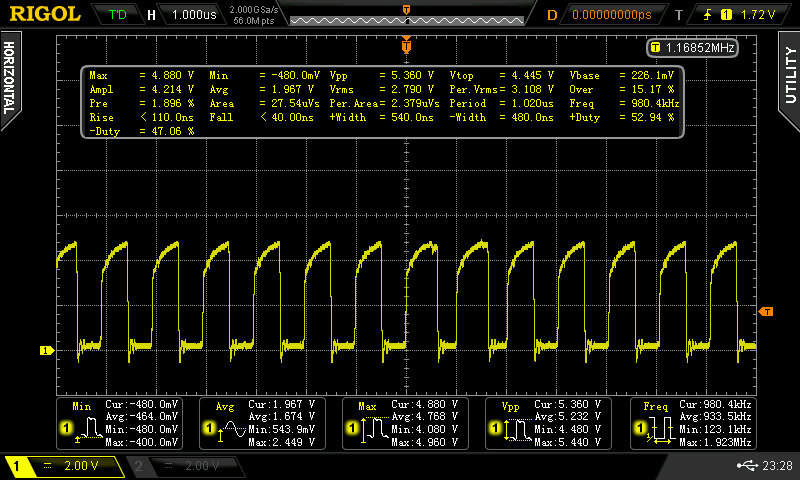 RIGOL T'D H 1.000us 2.000GSa/s 56.0M pts D 0.00000000ps T 1 1.72 V
HORIZONTAL
UTILITY
T 1.16852MHz
Max = 4.880 V Min = -480.0mV Vpp = 5.360 V Vtop = 4.445 V Vbase = 226.1mV
Ampl = 4.214 V Avg = 1.967 V Vrms = 2.790 V Per.Vrms= 3.108 V Over = 15.17 %
Pre = 1.896 % Area = 27.54uVs Per.Area= 2.379uVs Period = 1.020us Freq = 980.4kHz
Rise < 110.0ns Fall < 40.00ns +Width = 540.0ns -Width = 480.0ns +Duty = 52.94 %
-Duty = 47.06 %
T
T
1
Min Cur:-480.0mV
Avg:-464.0mV
1 Min:-480.0mV
Max:-400.0mV
Avg Cur:1.967 V
Avg:1.674 V
1 Min:543.9mV
Max:2.449 V
Max Cur:4.880 V
Avg:4.768 V
1 Min:4.080 V
Max:4.960 V
Vpp Cur:5.360 V
Avg:5.232 V
1 Min:4.480 V
Max:5.440 V
Freq Cur:980.4kHz
Avg:933.5kHz
1 Min:123.1kHz
Max:1.923MHz
1 2.00 V 2 2.00 V 23:28